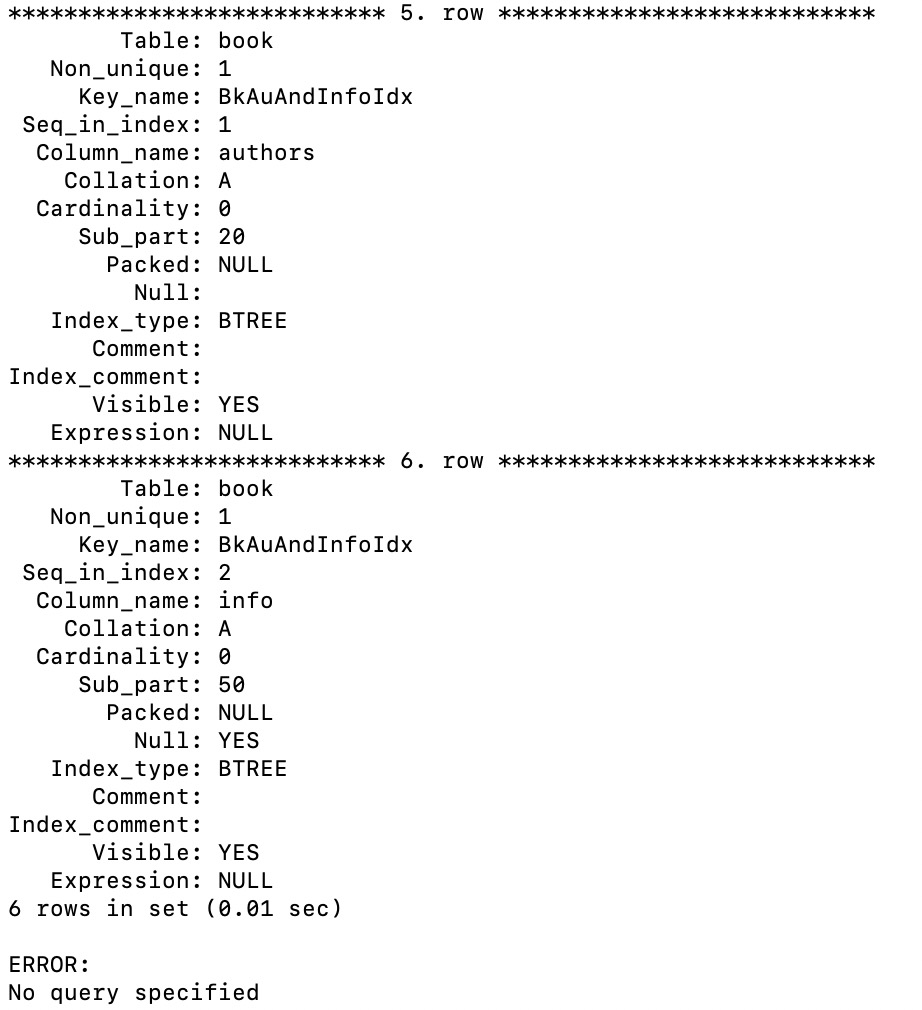 *************************** 5. row ***************************
        Table: book
   Non_unique: 1
     Key_name: BkAuAndInfoIdx
 Seq_in_index: 1
  Column_name: authors
    Collation: A
  Cardinality: 0
     Sub_part: 20
       Packed: NULL
         Null:
   Index_type: BTREE
      Comment:
Index_comment:
      Visible: YES
   Expression: NULL
*************************** 6. row ***************************
        Table: book
   Non_unique: 1
     Key_name: BkAuAndInfoIdx
 Seq_in_index: 2
  Column_name: info
    Collation: A
  Cardinality: 0
     Sub_part: 50
       Packed: NULL
         Null: YES
   Index_type: BTREE
      Comment:
Index_comment:
      Visible: YES
   Expression: NULL
6 rows in set (0.01 sec)

ERROR:
No query specified